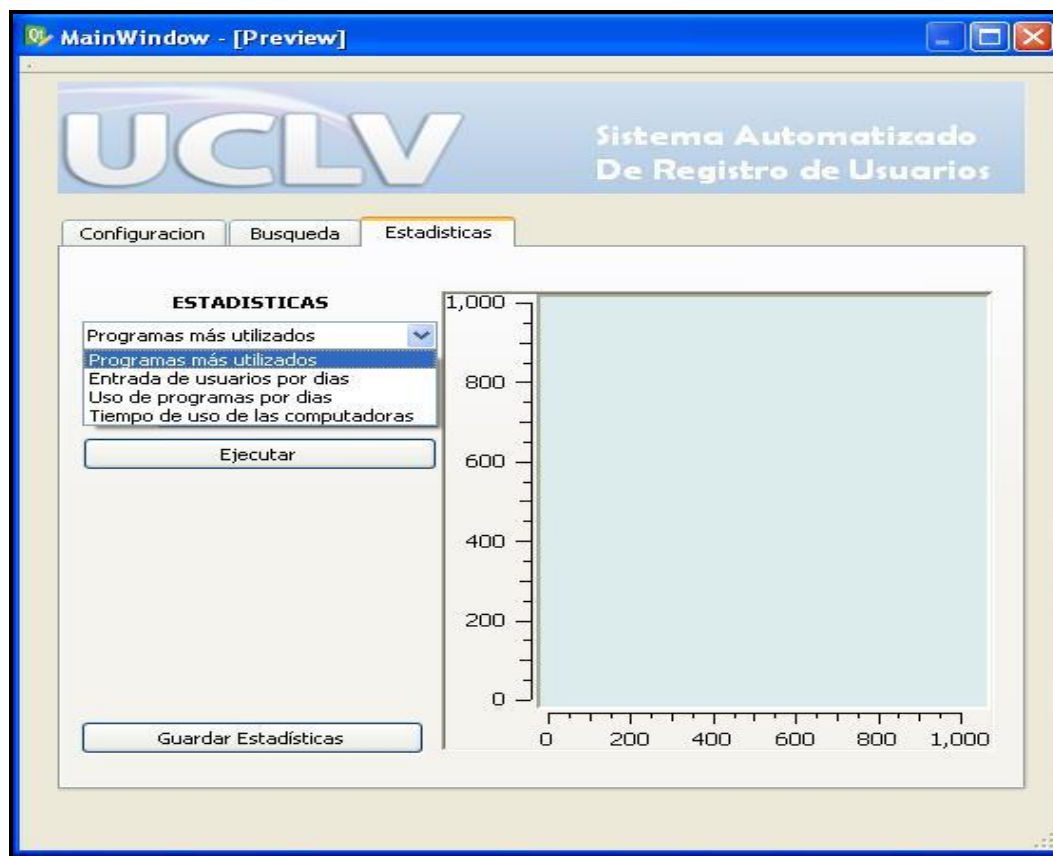 MainWindow - [Preview]
UCLV
Sistema Automatizado
De Registro de Usuarios
Configuracion
Busqueda
Estadisticas
ESTADISTICAS
Programas más utilizados
Programas más utilizados
Entrada de usuarios por dias
Uso de programas por dias
Tiempo de uso de las computadoras
Ejecutar
Guardar Estadísticas
1,000
800
600
400
200
0
0 200 400 600 800 1,000